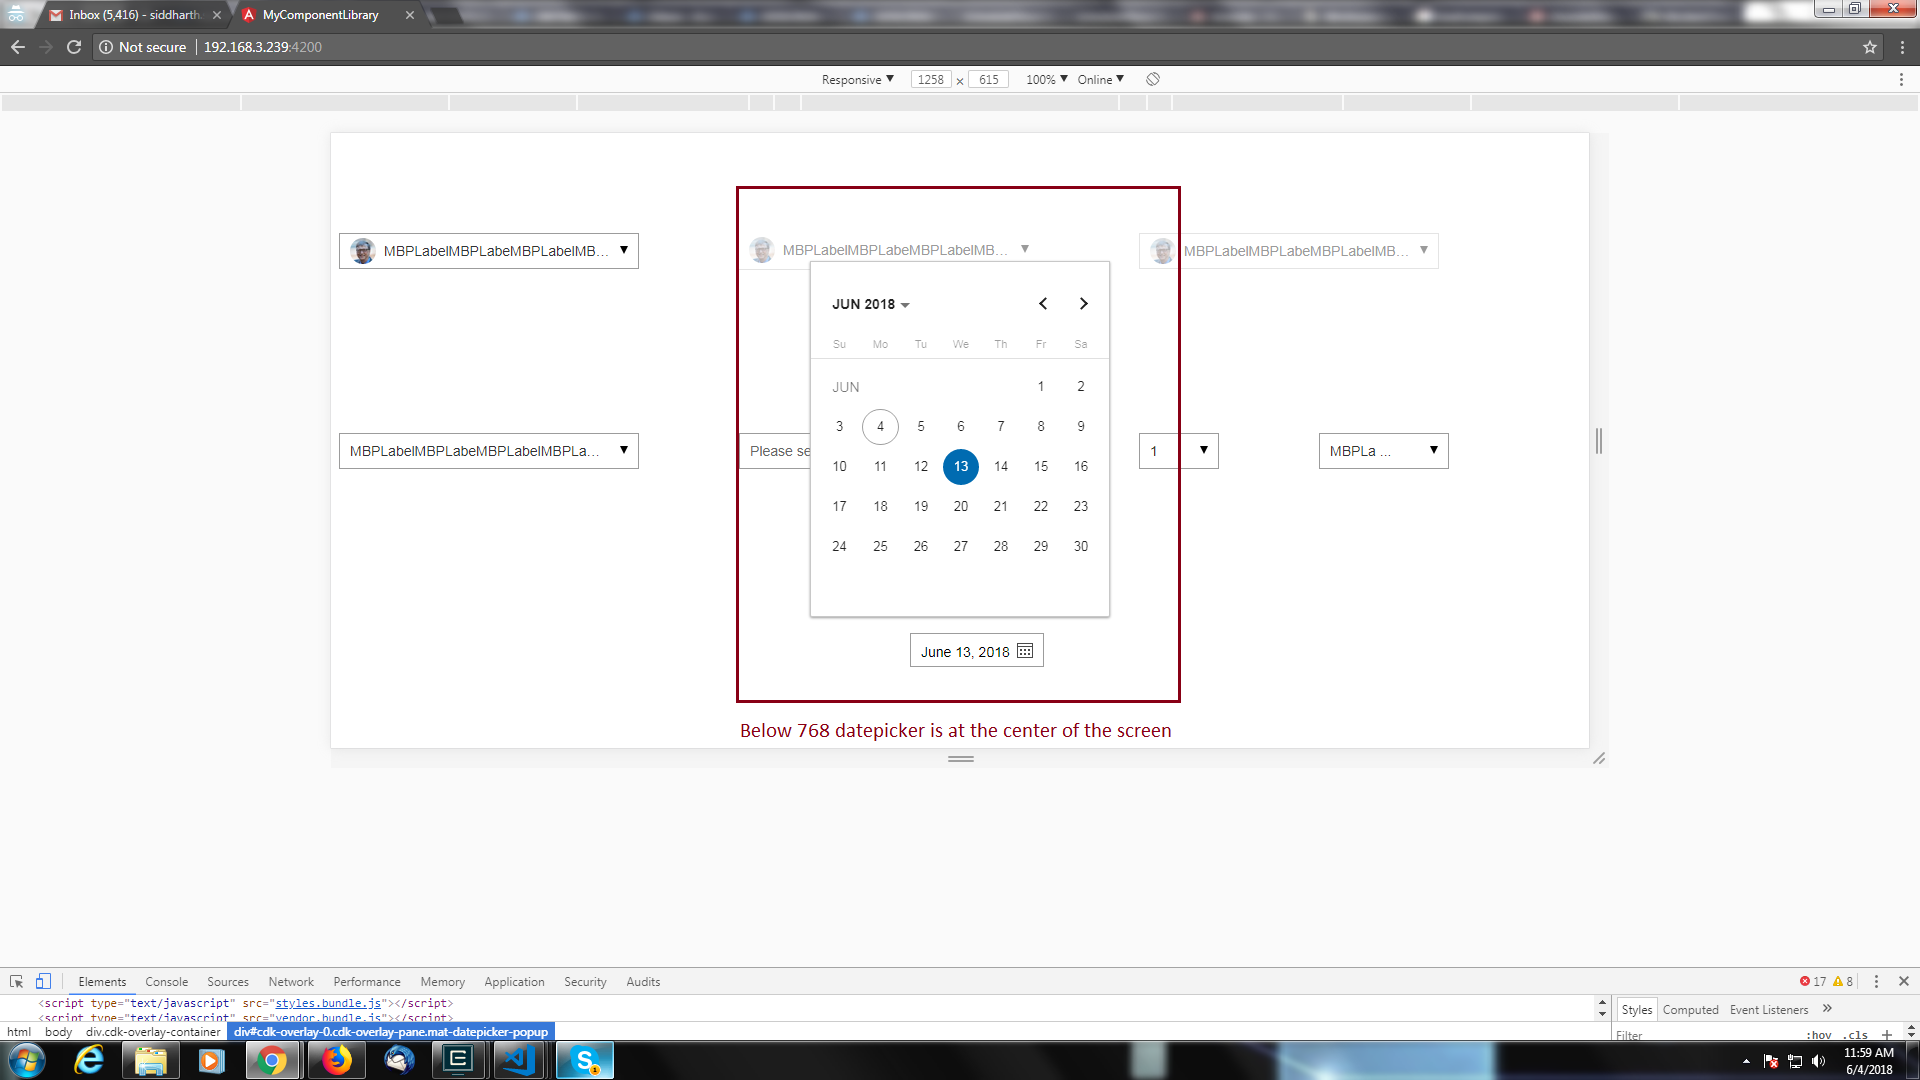 Inbox (5,416) - siddharth.
MyComponentLibrary
Not secure | 192.168.3.239:4200
Responsive ▼ 1258 × 615 100% ▼ Online ▼
MBPLabelMBPLabeMBPLabelMB... ▼
MBPLabelMBPLabeMBPLabelMB... ▼
MBPLabelMBPLabeMBPLabelMB... ▼
JUN 2018
Su Mo Tu We Th Fr Sa
JUN 1 2
3 4 5 6 7 8 9
MBPLabelMBPLabeMBPLabelMBPLa... ▼
Please se
1 ▼
MBPLa ... ▼
10 11 12 13 14 15 16
17 18 19 20 21 22 23
24 25 26 27 28 29 30
June 13, 2018
Below 768 datepicker is at the center of the screen
Elements Console Sources Network Performance Memory Application Security Audits
17 8
<script type="text/javascript" src="styles.bundle.js"></script>
<script type="text/javascript" src="vendor.bundle.js"></script>
html body div.cdk-overlay-container div#cdk-overlay-0.cdk-overlay-pane.mat-datepicker-popup
Styles Computed Event Listeners »
Filter :hov .cls +
11:59 AM
6/4/2018